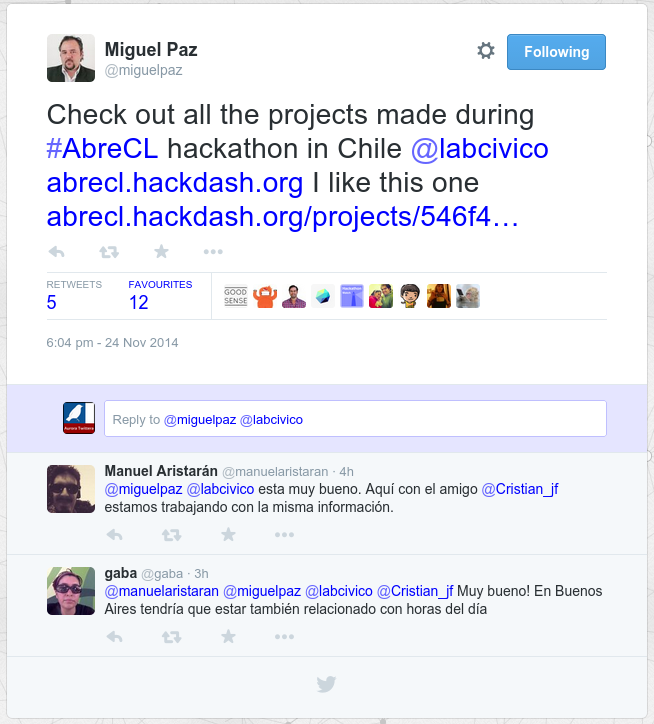 Miguel Paz
@miguelpaz
Following
Check out all the projects made during
#AbreCL hackathon in Chile @labcivico
abrecl.hackdash.org I like this one
abrecl.hackdash.org/projects/546f4…
RETWEETS
5
FAVOURITES
12
GOOD
SENSE
6:04 pm - 24 Nov 2014
Reply to @miguelpaz @labcivico
Manuel Aristarán @manuelaristaran · 4h
@miguelpaz @labcivico esta muy bueno. Aquí con el amigo @Cristian_jf
estamos trabajando con la misma información.
gaba @gaba · 3h
@manuelaristaran @miguelpaz @labcivico @Cristian_jf Muy bueno! En Buenos
Aires tendría que estar también relacionado con horas del día